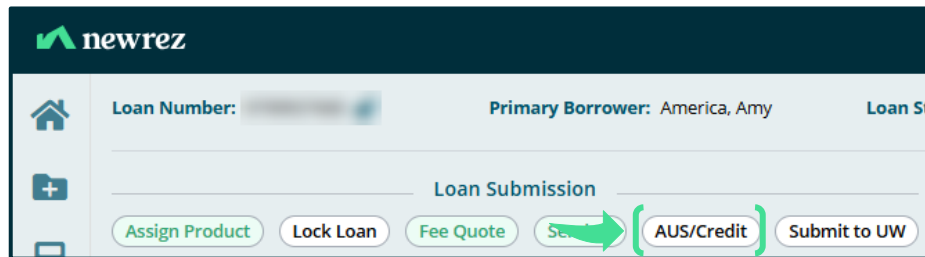 newrez
Loan Number:
Primary Borrower: America, Amy
Loan
Loan Submission
Assign Product Lock Loan Fee Quote AUS/Credit Submit to UW